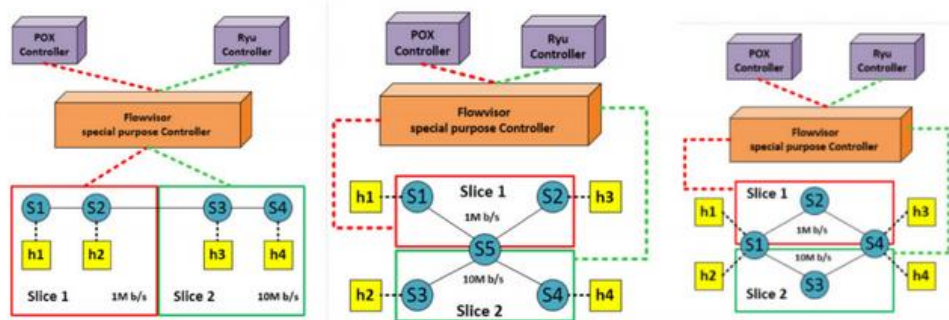 POX
Controller
Ryu
Controller
Flowvisor
special purpose Controller
S1
S2
S3
S4
h1
h2
h3
h4
Slice 1
1M b/s
Slice 2
10M b/s
POX
Controller
Ryu
Controller
Flowvisor
special purpose Controller
h1
S1
Slice 1
S2
h3
1M b/s
S5
10M b/s
h2
S3
Slice 2
S4
h4
POX
Controller
Ryu
Controller
Flowvisor
special purpose Controller
Slice 1
h1
S2
h3
1M b/s
S1
S4
10M b/s
h2
S3
h4
Slice 2